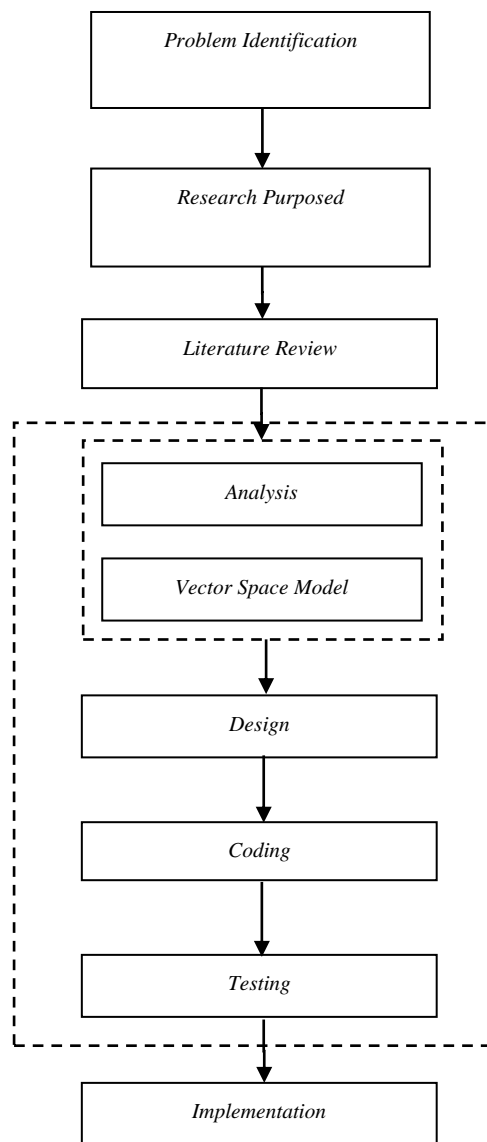 Problem Identification
Research Purposed
Literature Review
Analysis
Vector Space Model
Design
Coding
Testing
Implementation